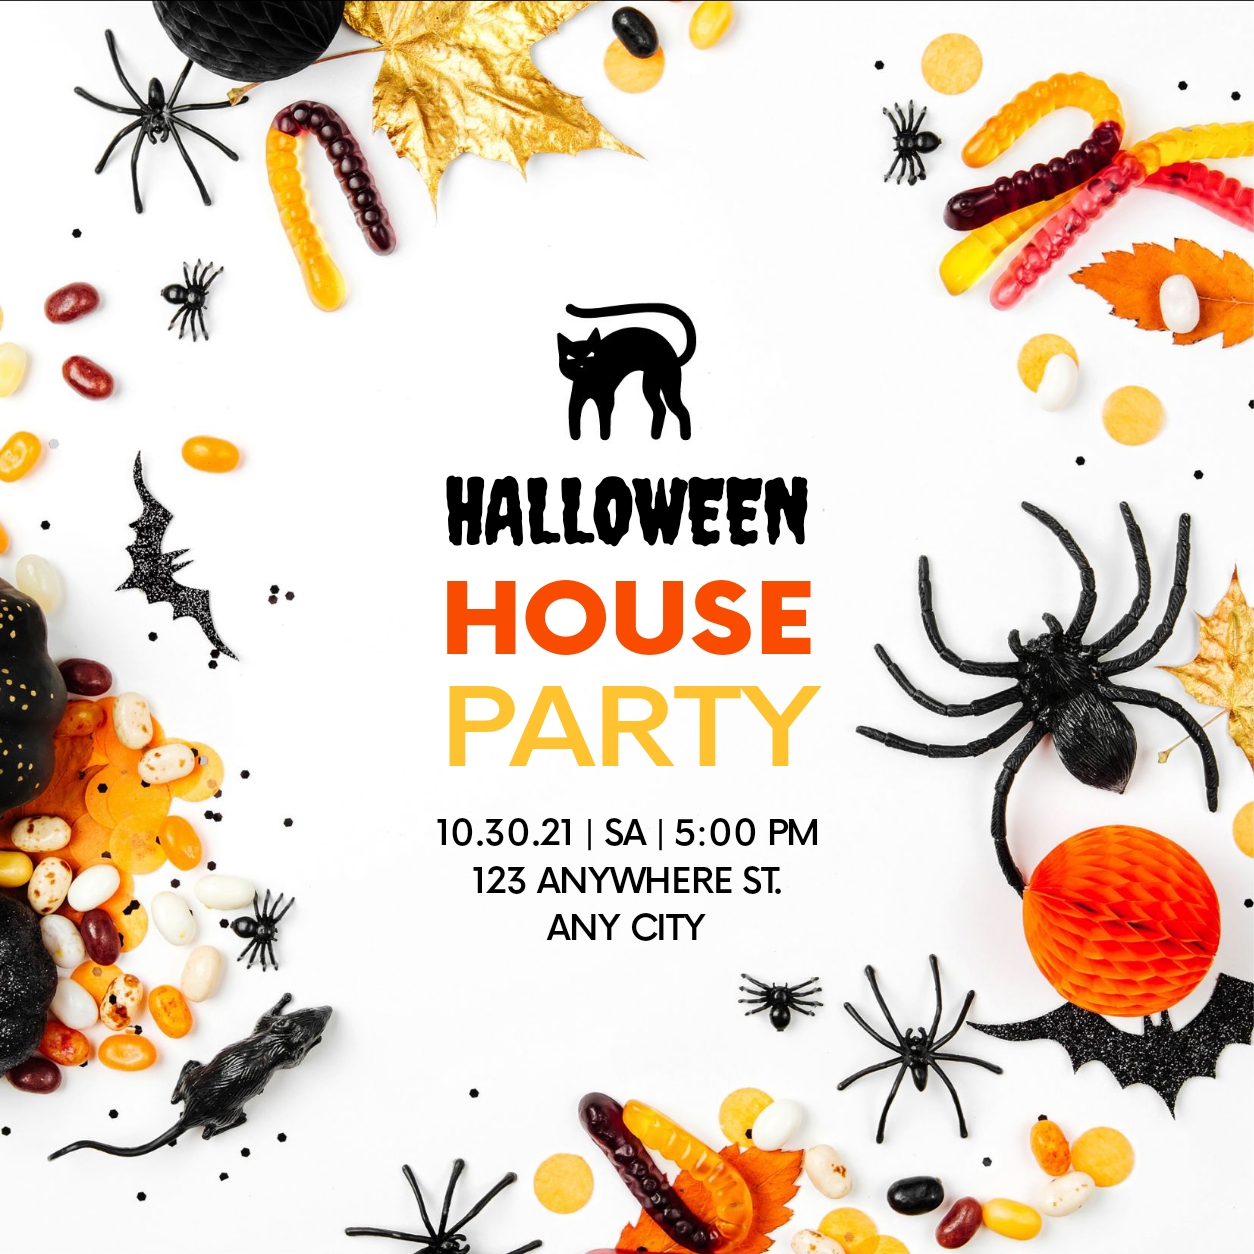 HALLOWEEN
HOUSE
PARTY
10.30.21 | SA | 5:00 PM
123 ANYWHERE ST.
ANY CITY